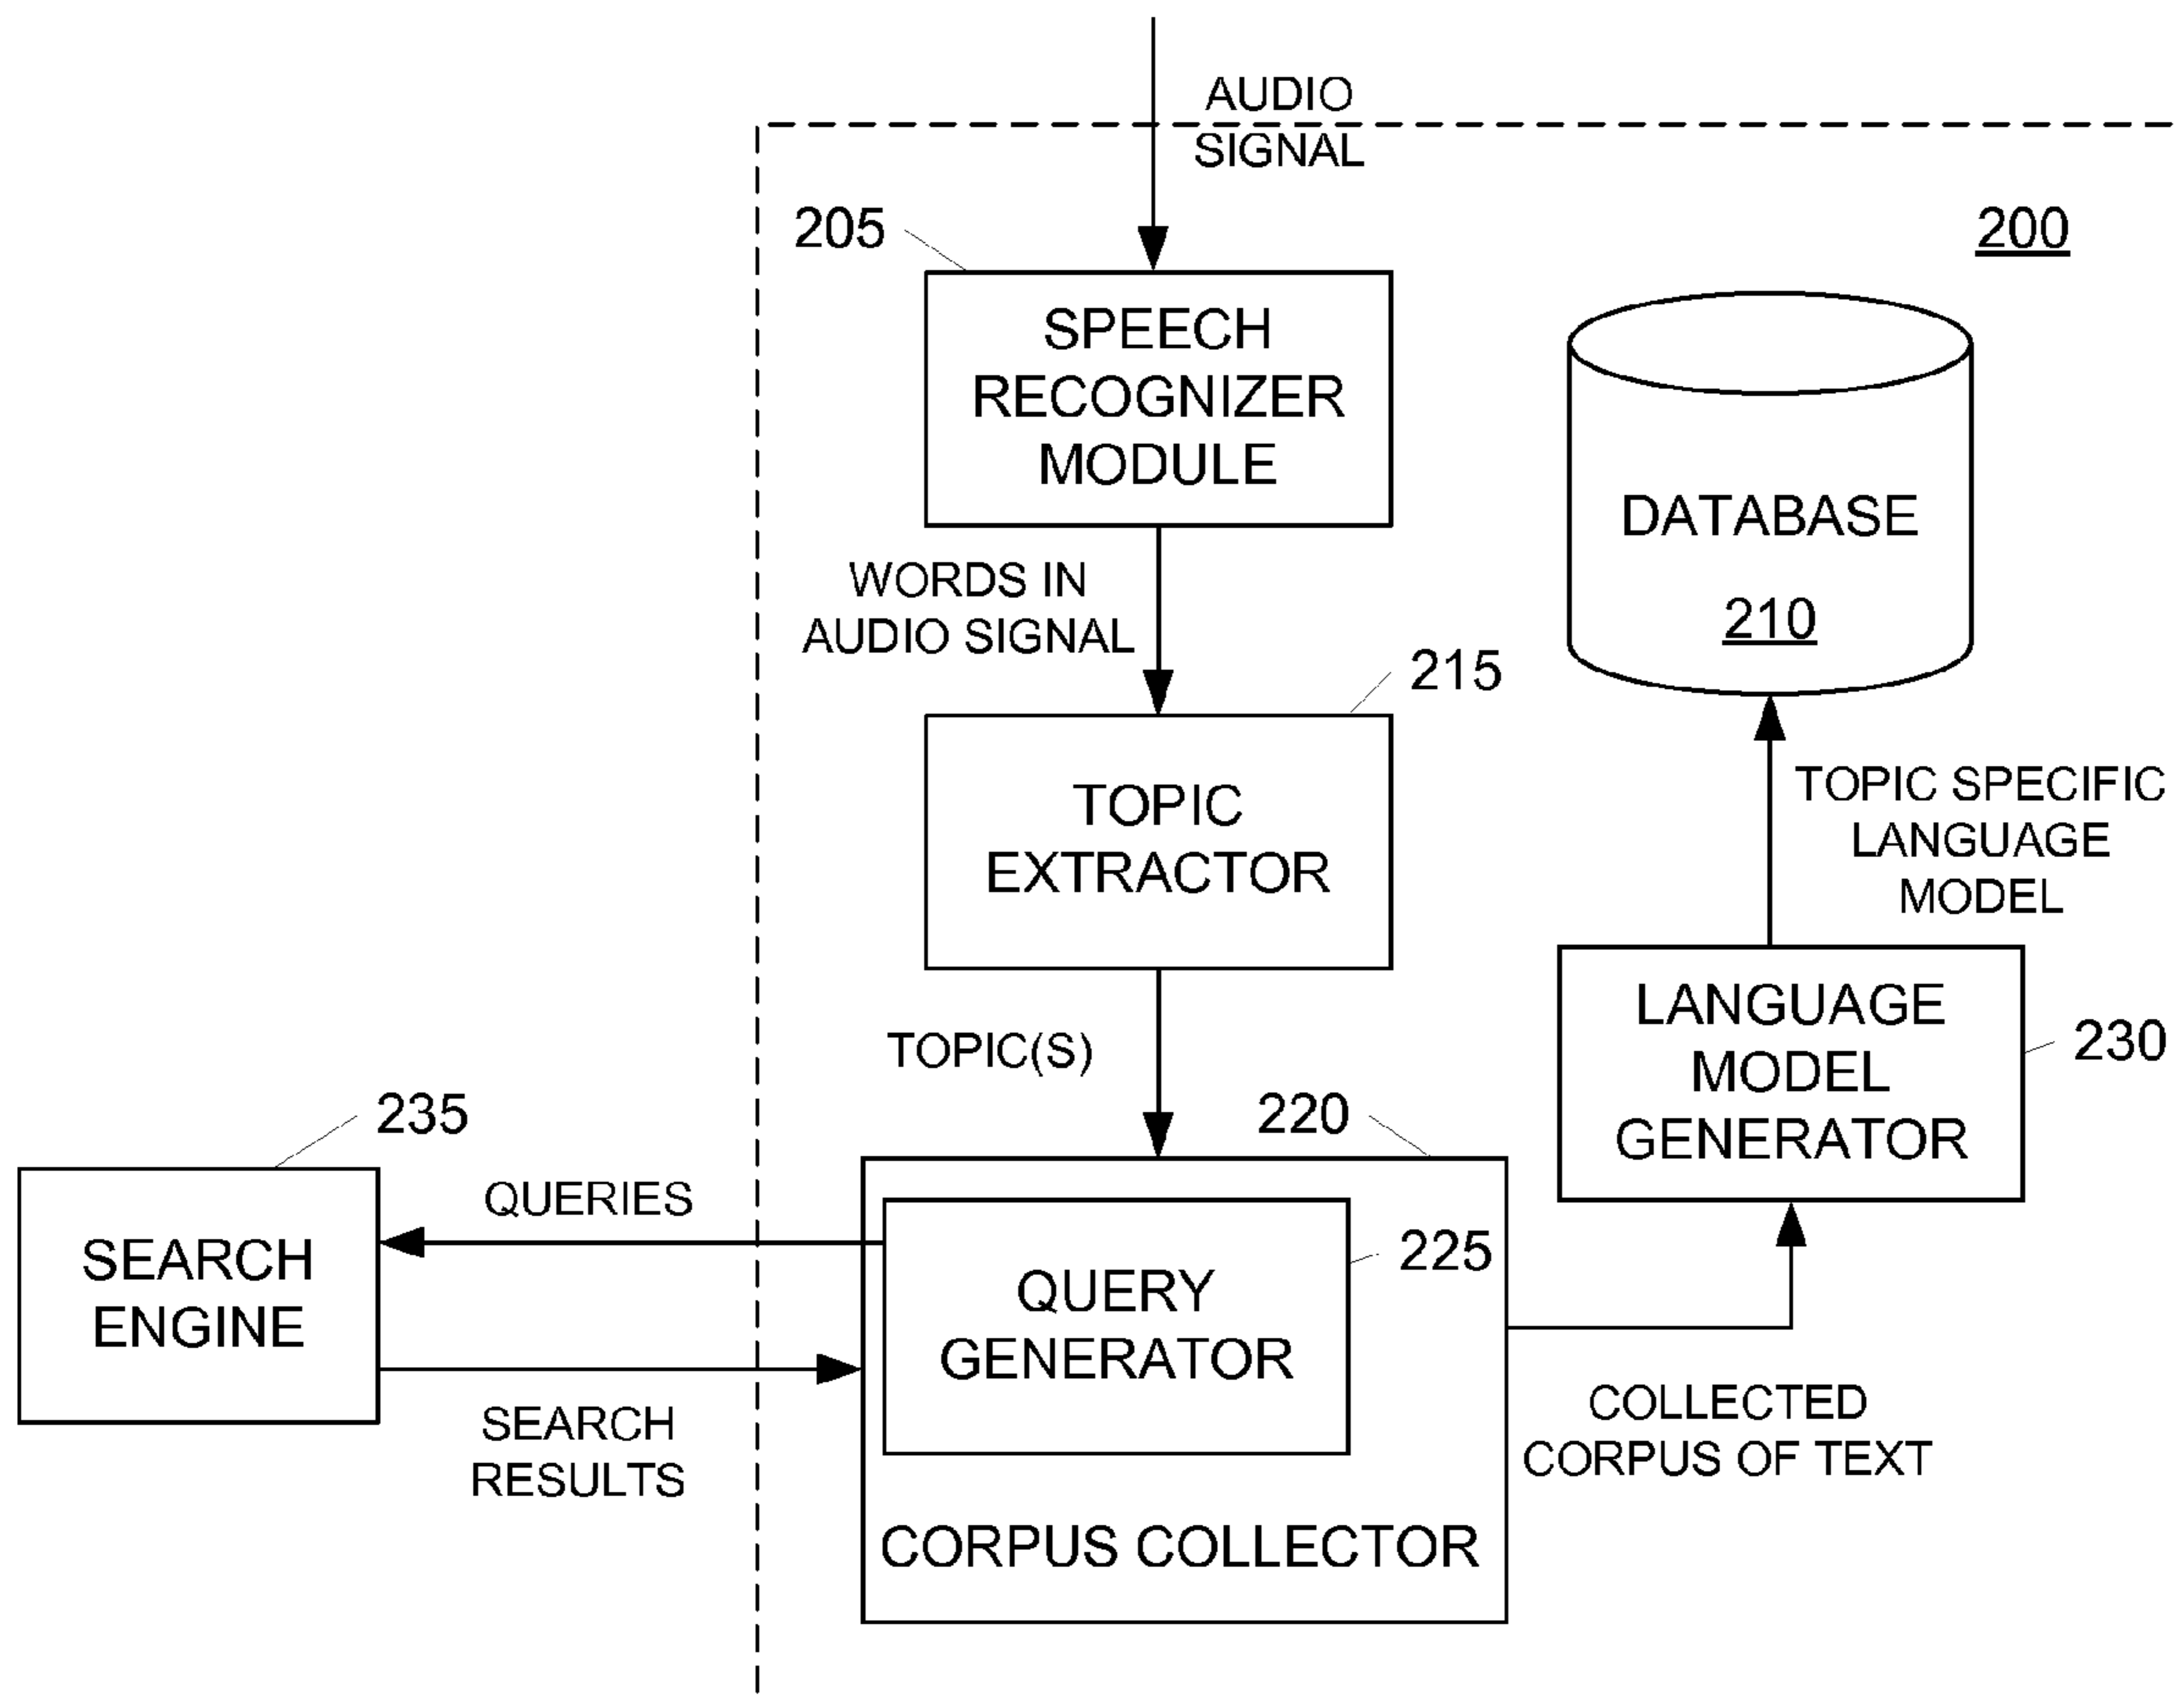 AUDIO
SIGNAL
200
205
SPEECH
RECOGNIZER
MODULE
DATABASE
210
WORDS IN
AUDIO SIGNAL
215
TOPIC
EXTRACTOR
TOPIC SPECIFIC
LANGUAGE
MODEL
TOPIC(S)
LANGUAGE
MODEL
GENERATOR
230
235
220
QUERIES
SEARCH
ENGINE
225
QUERY
GENERATOR
SEARCH
RESULTS
COLLECTED
CORPUS OF TEXT
CORPUS COLLECTOR